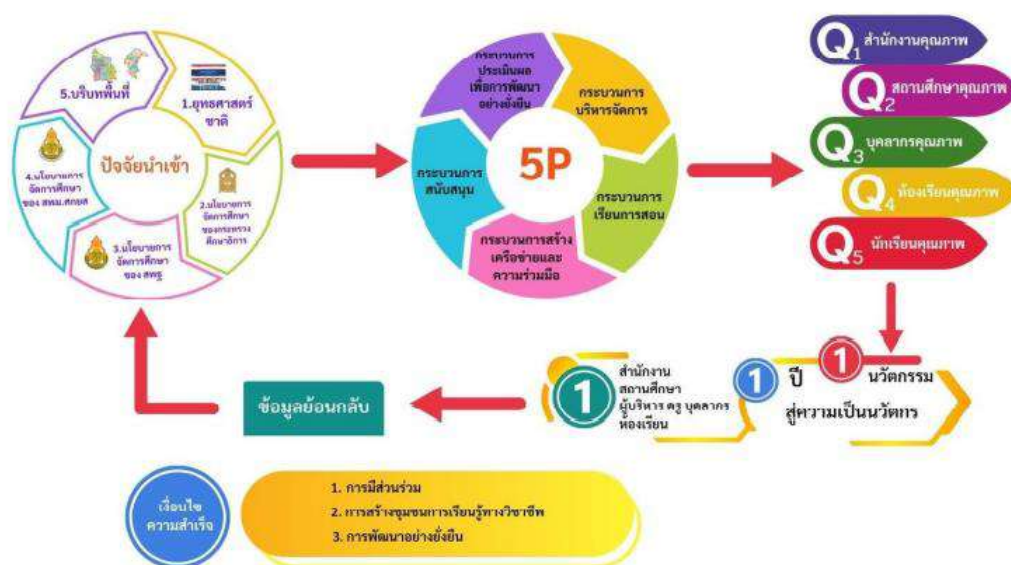 ปัจจัยนำเข้า
1.ยุทธศาสตร์
ชาติ
2.นโยบายการ
จัดการศึกษา
ของกระทรวง
ศึกษาธิการ
3.นโยบายการ
จัดการศึกษา
ของ สพฐ
4.นโยบายการ
จัดการศึกษา
ของ สพม.สกยส
5.บริบทพื้นที่
5P
กระบวนการ
บริหารจัดการ
กระบวนการ
เรียนการสอน
กระบวนการสร้าง
เครือข่ายและ
ความร่วมมือ
กระบวนการ
สนับสนุน
กระบวนการ
ประเมินผล
เพื่อการพัฒนา
อย่างยั่งยืน
Q1 สำนักงานคุณภาพ
Q2 สถานศึกษาคุณภาพ
Q3 บุคลากรคุณภาพ
Q4 ห้องเรียนคุณภาพ
Q5 นักเรียนคุณภาพ
1
สำนักงาน
สถานศึกษา
ผู้บริหาร ครู บุคลากร
ห้องเรียน
1 ปี 1 นวัตกรรม
สู่ความเป็นนวัตกร
ข้อมูลย้อนกลับ
เงื่อนไข
ความสำเร็จ
1. การมีส่วนร่วม
2. การสร้างชุมชนการเรียนรู้ทางวิชาชีพ
3. การพัฒนาอย่างยั่งยืน